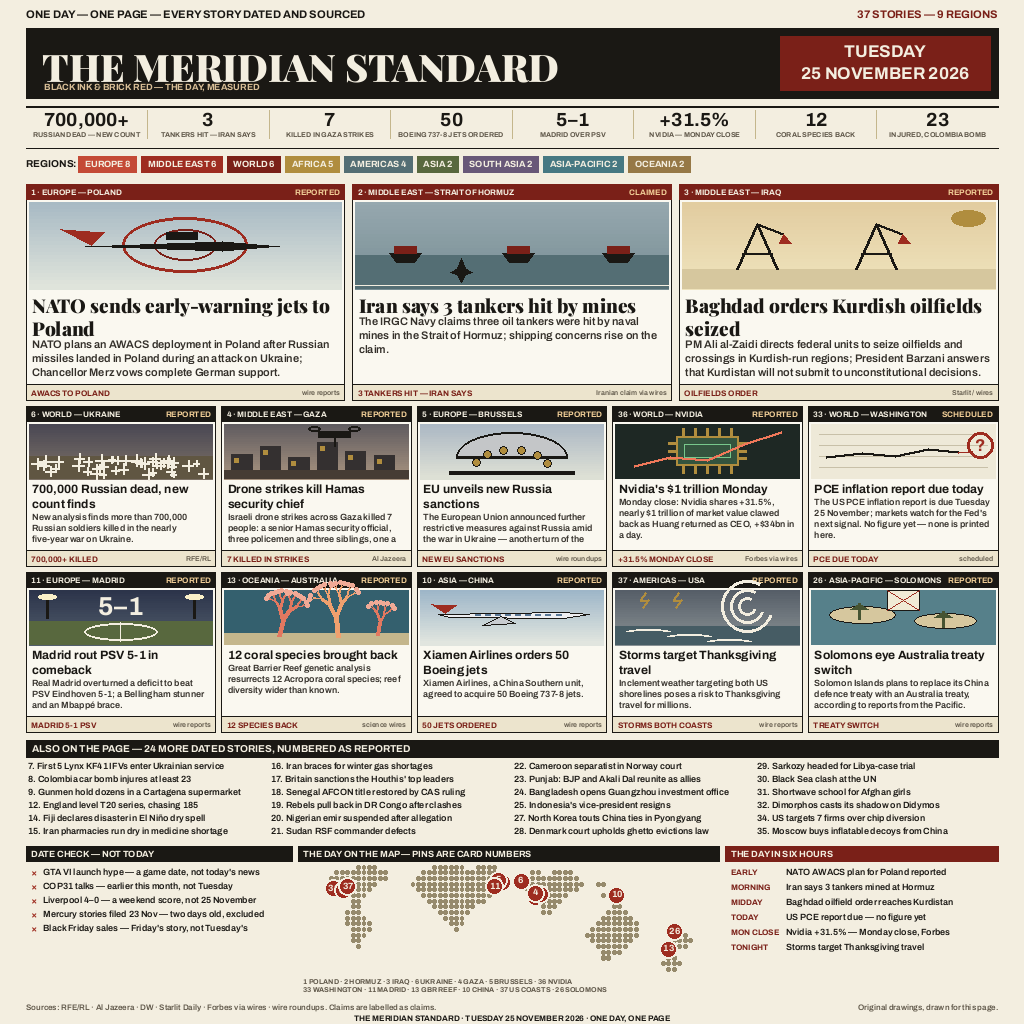 ONE DAY — ONE PAGE — EVERY STORY DATED AND SOURCED
37 STORIES — 9 REGIONS
THE MERIDIAN STANDARD
BLACK INK & BRICK RED — THE DAY, MEASURED
TUESDAY
25 NOVEMBER 2026
700,000+
RUSSIAN DEAD — NEW COUNT
3
TANKERS HIT — IRAN SAYS
7
KILLED IN GAZA STRIKES
50
BOEING 737-8 JETS ORDERED
5–1
MADRID OVER PSV
+31.5%
NVIDIA — MONDAY CLOSE
12
CORAL SPECIES BACK
23
INJURED, COLOMBIA BOMB
REGIONS:
EUROPE 8
MIDDLE EAST 6
WORLD 6
AFRICA 5
AMERICAS 4
ASIA 2
SOUTH ASIA 2
ASIA-PACIFIC 2
OCEANIA 2
1 · EUROPE — POLAND
REPORTED
NATO sends early-warning jets to
Poland
NATO plans an AWACS deployment in Poland after Russian
missiles landed in Poland during an attack on Ukraine;
Chancellor Merz vows complete German support.
AWACS TO POLAND
wire reports
2 · MIDDLE EAST — STRAIT OF HORMUZ
CLAIMED
Iran says 3 tankers hit by mines
The IRGC Navy claims three oil tankers were hit by naval
mines in the Strait of Hormuz; shipping concerns rise on the
claim.
3 TANKERS HIT — IRAN SAYS
Iranian claim via wires
3 · MIDDLE EAST — IRAQ
REPORTED
Baghdad orders Kurdish oilfields
seized
PM Ali al-Zaidi directs federal units to seize oilfields and
crossings in Kurdish-run regions; President Barzani answers
that Kurdistan will not submit to unconstitutional decisions.
OILFIELDS ORDER
Starlit / wires
6 · WORLD — UKRAINE
REPORTED
700,000 Russian dead, new
count finds
New analysis finds more than 700,000
Russian soldiers killed in the nearly
five-year war on Ukraine.
700,000+ KILLED
RFE/RL
4 · MIDDLE EAST — GAZA
REPORTED
Drone strikes kill Hamas
security chief
Israeli drone strikes across Gaza killed 7
people: a senior Hamas security official,
three policemen and three siblings, one a
7 KILLED IN STRIKES
Al Jazeera
5 · EUROPE — BRUSSELS
REPORTED
EU unveils new Russia
sanctions
The European Union announced further
restrictive measures against Russia amid
the war in Ukraine — another turn of the
NEW EU SANCTIONS
wire roundups
36 · WORLD — NVIDIA
REPORTED
Nvidia's $1 trillion Monday
Monday close: Nvidia shares +31.5%,
nearly $1 trillion of market value clawed
back as Huang returned as CEO, +$34bn in
a day.
+31.5% MONDAY CLOSE
Forbes via wires
33 · WORLD — WASHINGTON
SCHEDULED
?
PCE inflation report due today
The US PCE inflation report is due Tuesday
25 November; markets watch for the Fed's
next signal. No figure yet — none is printed
here.
PCE DUE TODAY
scheduled
11 · EUROPE — MADRID
REPORTED
5–1
Madrid rout PSV 5-1 in
comeback
Real Madrid overturned a deficit to beat
PSV Eindhoven 5-1; a Bellingham stunner
and an Mbappé brace.
MADRID 5-1 PSV
wire reports
13 · OCEANIA — AUSTRALIA
REPORTED
12 coral species brought back
Great Barrier Reef genetic analysis
resurrects 12 Acropora coral species; reef
diversity wider than known.
12 SPECIES BACK
science wires
10 · ASIA — CHINA
REPORTED
Xiamen Airlines orders 50
Boeing jets
Xiamen Airlines, a China Southern unit,
agreed to acquire 50 Boeing 737-8 jets.
50 JETS ORDERED
wire reports
37 · AMERICAS — USA
REPORTED
Storms target Thanksgiving
travel
Inclement weather targeting both US
shorelines poses a risk to Thanksgiving
travel for millions.
STORMS BOTH COASTS
wire reports
26 · ASIA-PACIFIC — SOLOMONS
REPORTED
Solomons eye Australia treaty
switch
Solomon Islands plans to replace its China
defence treaty with an Australia treaty,
according to reports from the Pacific.
TREATY SWITCH
wire reports
ALSO ON THE PAGE — 24 MORE DATED STORIES, NUMBERED AS REPORTED
7. First 5 Lynx KF41 IFVs enter Ukrainian service
8. Colombia car bomb injures at least 23
9. Gunmen hold dozens in a Cartagena supermarket
12. England level T20 series, chasing 185
14. Fiji declares disaster in El Niño dry spell
15. Iran pharmacies run dry in medicine shortage
16. Iran braces for winter gas shortages
17. Britain sanctions the Houthis' top leaders
18. Senegal AFCON title restored by CAS ruling
19. Rebels pull back in DR Congo after clashes
20. Nigerian emir suspended after allegation
21. Sudan RSF commander defects
22. Cameroon separatist in Norway court
23. Punjab: BJP and Akali Dal reunite as allies
24. Bangladesh opens Guangzhou investment office
25. Indonesia's vice-president resigns
27. North Korea touts China ties in Pyongyang
28. Denmark court upholds ghetto evictions law
29. Sarkozy headed for Libya-case trial
30. Black Sea clash at the UN
31. Shortwave school for Afghan girls
32. Dimorphos casts its shadow on Didymos
34. US targets 7 firms over chip diversion
35. Moscow buys inflatable decoys from China
DATE CHECK — NOT TODAY
× GTA VI launch hype — a game date, not today's news
× COP31 talks — earlier this month, not Tuesday
× Liverpool 4–0 — a weekend score, not 25 Nov
× Mercury stories filed 23 Nov — two days old, excluded
× Black Friday sales — Friday's story, not Tuesday's
THE DAY ON THE MAP — PINS ARE CARD NUMBERS
37
11
6
4
10
26
13
1 POLAND · 2 HORMUZ · 3 IRAQ · 6 UKRAINE · 4 GAZA · 5 BRUSSELS · 36 NVIDIA
33 WASHINGTON · 11 MADRID · 13 GBR REEF · 10 CHINA · 37 US COASTS · 26 SOLOMONS
THE DAY IN SIX HOURS
EARLY NATO AWACS plan for Poland reported
MORNING Iran says 3 tankers mined at Hormuz
MIDDAY Baghdad oilfield order reaches Kurdistan
TODAY US PCE report due — no figure yet
MON CLOSE Nvidia +31.5% — Monday close, Forbes
TONIGHT Storms target Thanksgiving travel
Sources: RFE/RL · Al Jazeera · DW · Starlit Daily · Forbes via wires · wire roundups. Claims are labelled as claims.
Original drawings, drawn for this page.
THE MERIDIAN STANDARD · TUESDAY 25 NOVEMBER 2026 · ONE DAY, ONE PAGE